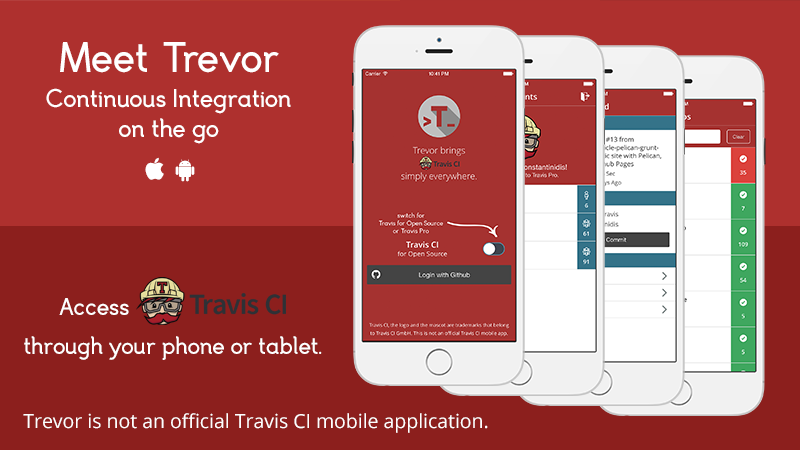 Meet Trevor
Continuous Integration
on the go
Access Travis CI
through your phone or tablet.
Trevor is not an official Travis CI mobile application.
Carrier
10:41 PM
>T_
Trevor brings
Travis CI
simply everywhere.
switch for
Travis for Open Source
or Travis Pro
Travis CI
for Open Source
Login with Github
Travis CI, the logo and the mascot are trademarks that belong
to Travis CI GmbH. This is not an official Travis CI mobile app.
nts
onstantinidis!
to Travis Pro.
6
61
91
d
#13 from
cle-pelican-grunt-
ic site with Pelican,
ub Pages
Sec
ys Ago
ravis
inidis.
Commit
os
Clear
35
7
109
54
5
5